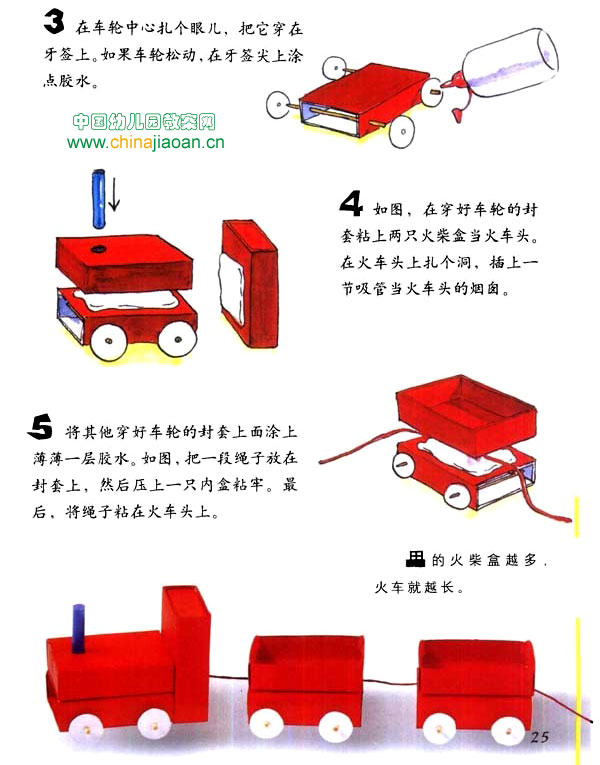 3 在车轮中心扎个眼儿，把它穿在
牙签上。如果车轮松动，在牙签尖上涂
点胶水。
中国幼儿园教案网
www.chinajiaoan.cn
4 如图，在穿好车轮的封
套粘上两只火柴盒当火车头。
在火车头上扎个洞，插上一
节吸管当火车头的烟囱。
5 将其他穿好车轮的封套上面涂上
薄薄一层胶水。如图，把一段绳子放在
封套上，然后压上一只内盒粘牢。最
后，将绳子粘在火车头上。
用的火柴盒越多，
火车就越长。
25